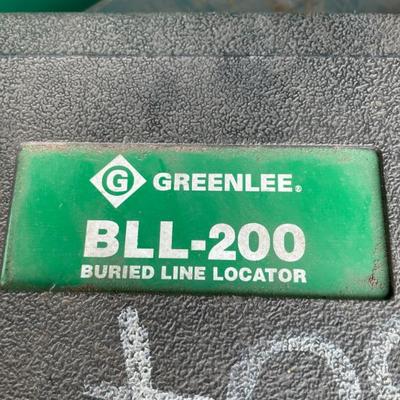 G GREENLEE®
BLL-200
BURIED LINE LOCATOR